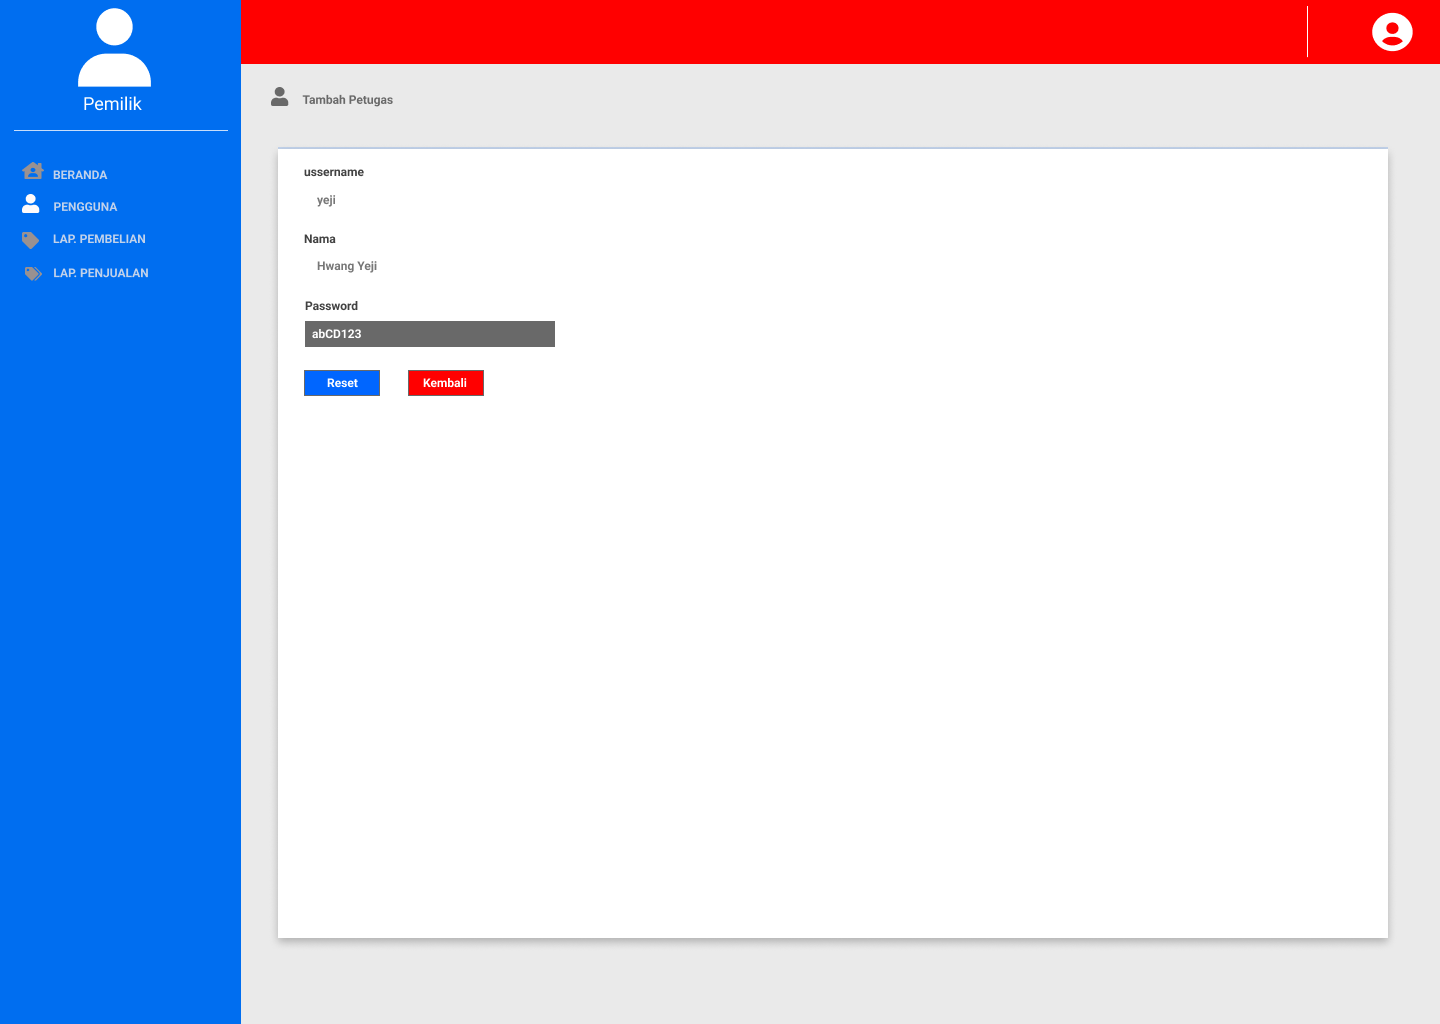 Pemilik
BERANDA
PENGGUNA
LAP. PEMBELIAN
LAP. PENJUALAN
Tambah Petugas
ussername
yeji
Nama
Hwang Yeji
Password
abCD123
Reset
Kembali